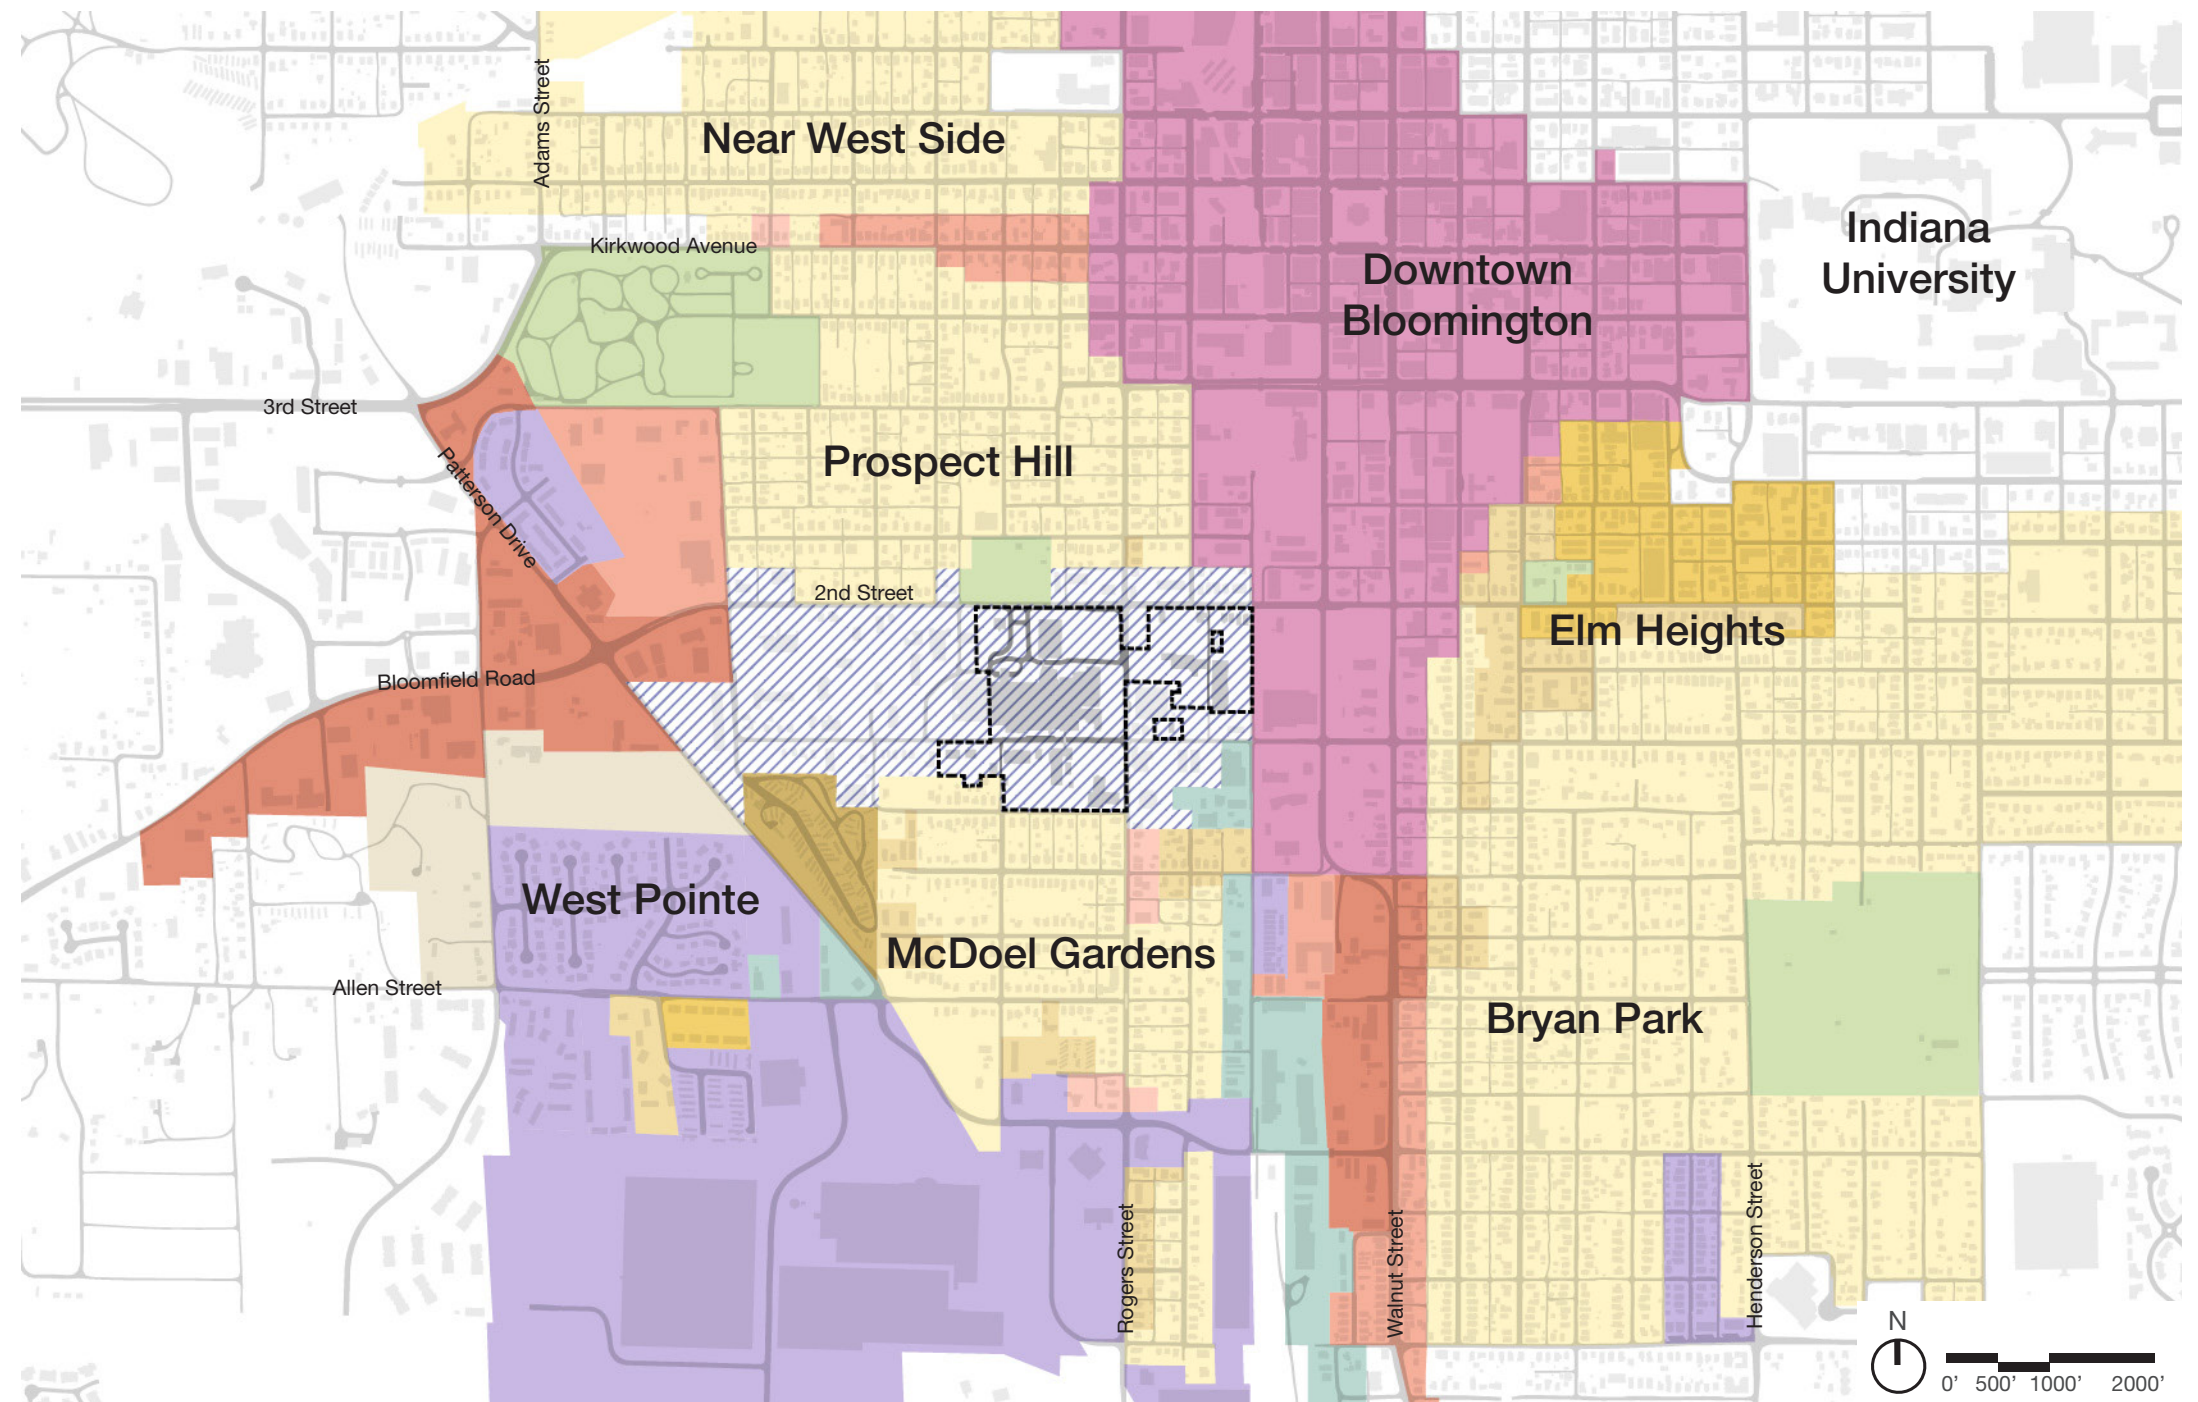 Adams Street
Near West Side
Kirkwood Avenue
Indiana
University
Downtown
Bloomington
3rd Street
Patterson Drive
Prospect Hill
2nd Street
Elm Heights
Bloomfield Road
West Pointe
McDoel Gardens
Allen Street
Bryan Park
Rogers Street
Walnut Street
Henderson Street
N
0' 500' 1000' 2000'